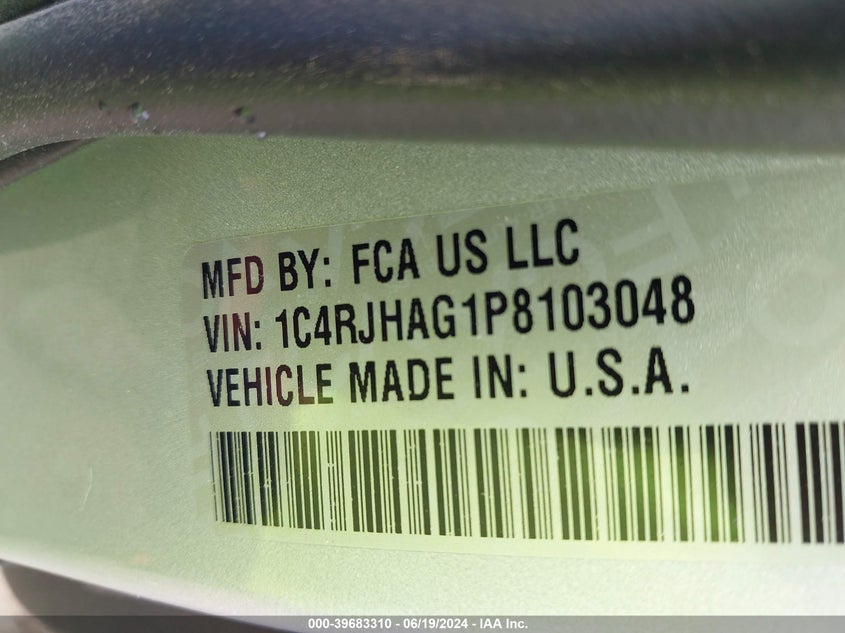 MFD BY: FCA US LLC
VIN: 1C4RJHAG1P8103048
VEHICLE MADE IN: U.S.A.
000-39683310 - 06/19/2024 - IAA Inc.